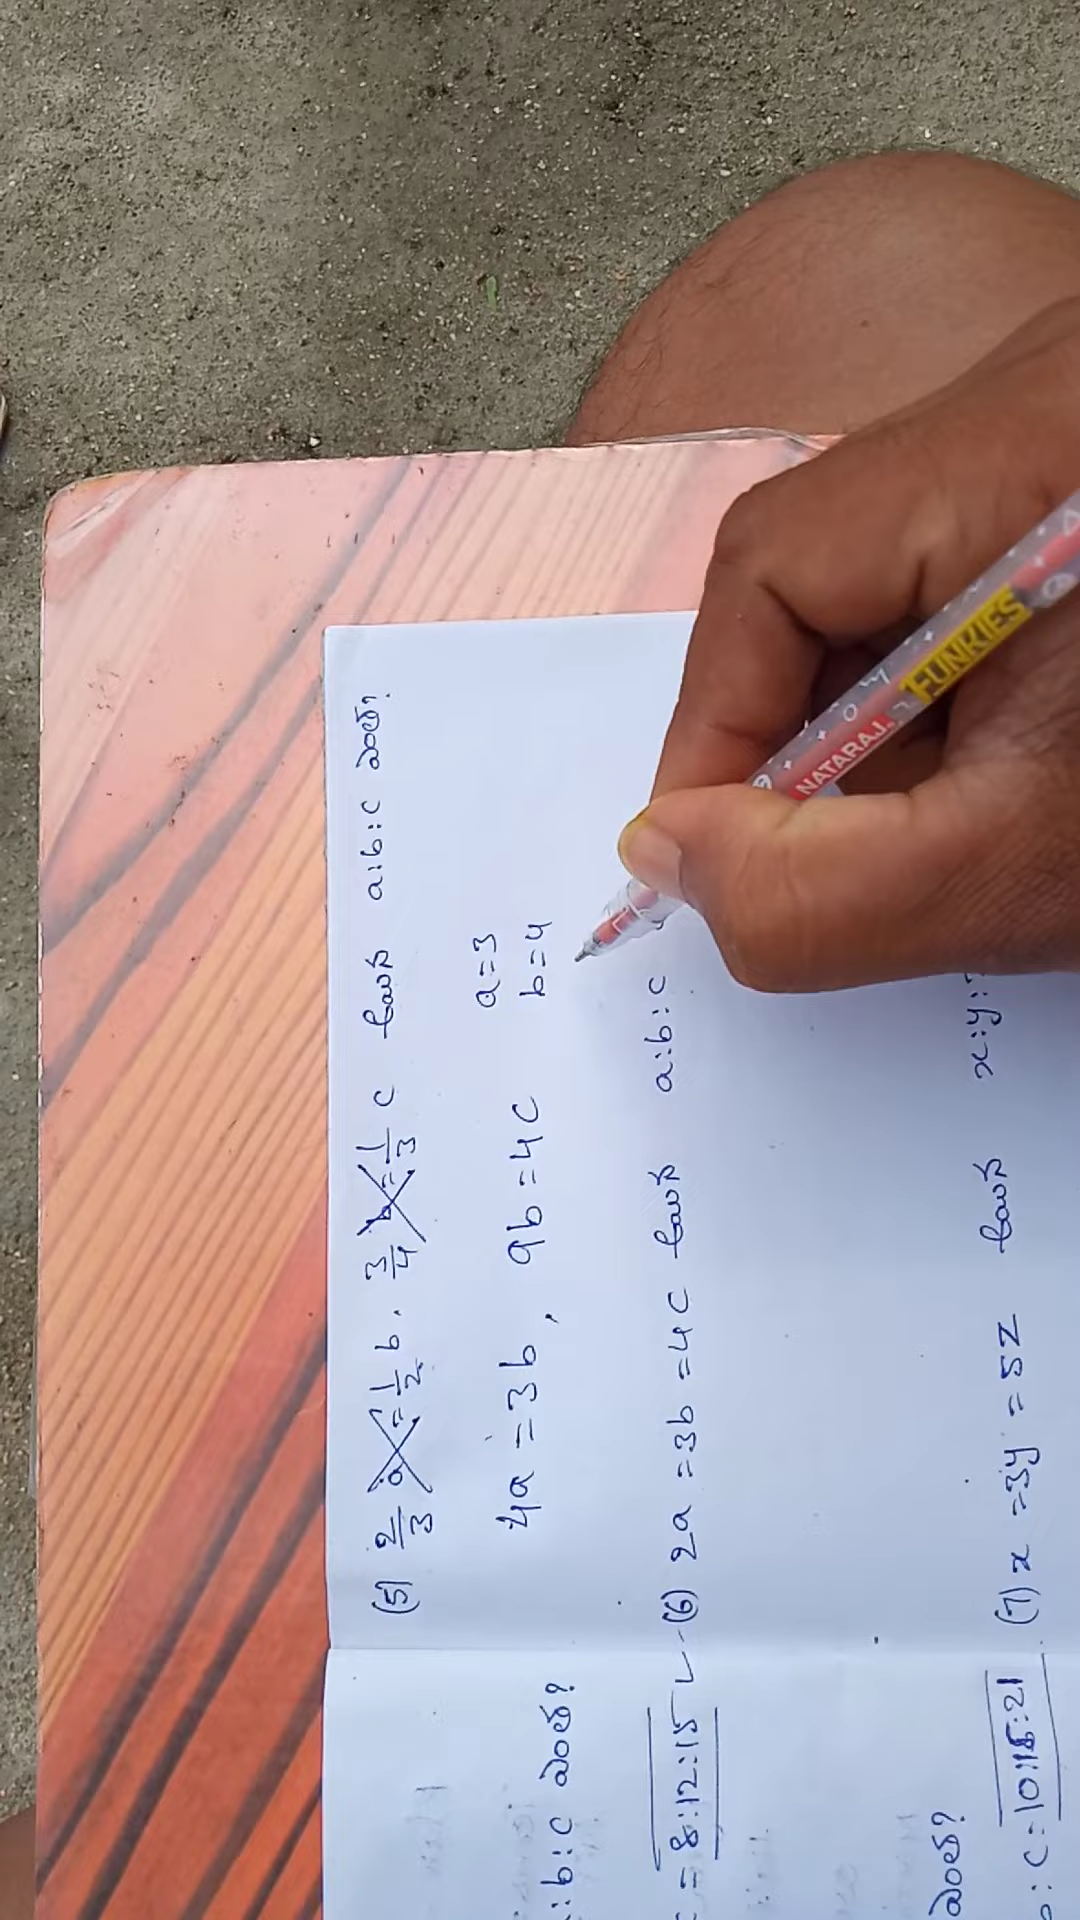 (5) 2/3 a = 1/2 b, 3/4 b = 1/3 c అయిన a:b:c ఎంత?
4a = 3b, 9b = 4c
a = 3
b = 4
(6) 2a = 3b = 4c అయిన a:b:c
(7) x = 3y = 5z అయిన x:y:
:b:c ఎంత?
= 8:12:15
ఎంత?
:c = 10:15:21
NATARAJ
FUNKIES